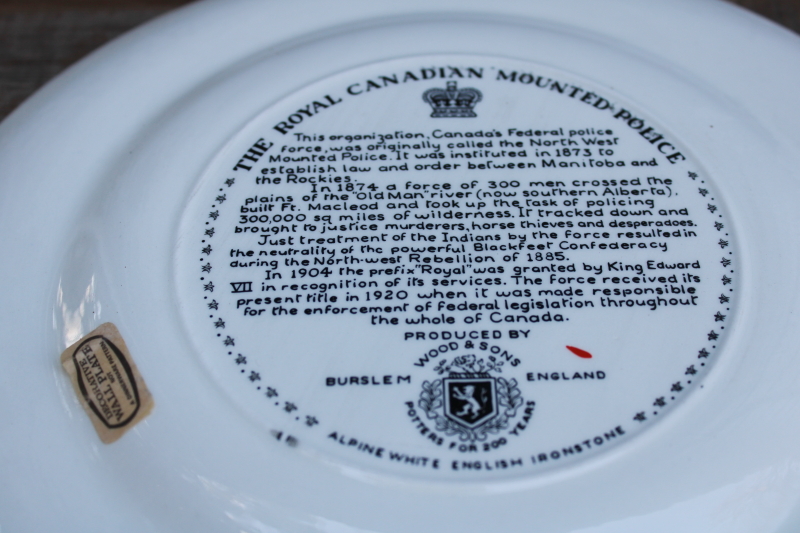 THE ROYAL CANADIAN MOUNTED POLICE
This organization, Canada's Federal police
force, was originally called the North West
Mounted Police. It was instituted in 1873 to
establish law and order between Manitoba and
the Rockies.
In 1874 a force of 300 men crossed the
plains of the "Old Man" river (now southern Alberta),
built Ft. Macleod and took up the task of policing
300,000 sq miles of wilderness. It tracked down and
brought to justice murderers, horse thieves and desperadoes.
Just treatment of the Indians by the force resulted in
the neutrality of the powerful Blackfeet Confederacy
during the North-west Rebellion of 1885.
In 1904 the prefix "Royal" was granted by King Edward
VII in recognition of its services. The force received its
present title in 1920 when it was made responsible
for the enforcement of federal legislation throughout
the whole of Canada.
PRODUCED BY
WOOD & SONS
BURSLEM ENGLAND
POTTERS FOR 200 YEARS
ALPINE WHITE ENGLISH IRONSTONE
DECORATIVE
WALL PLATE